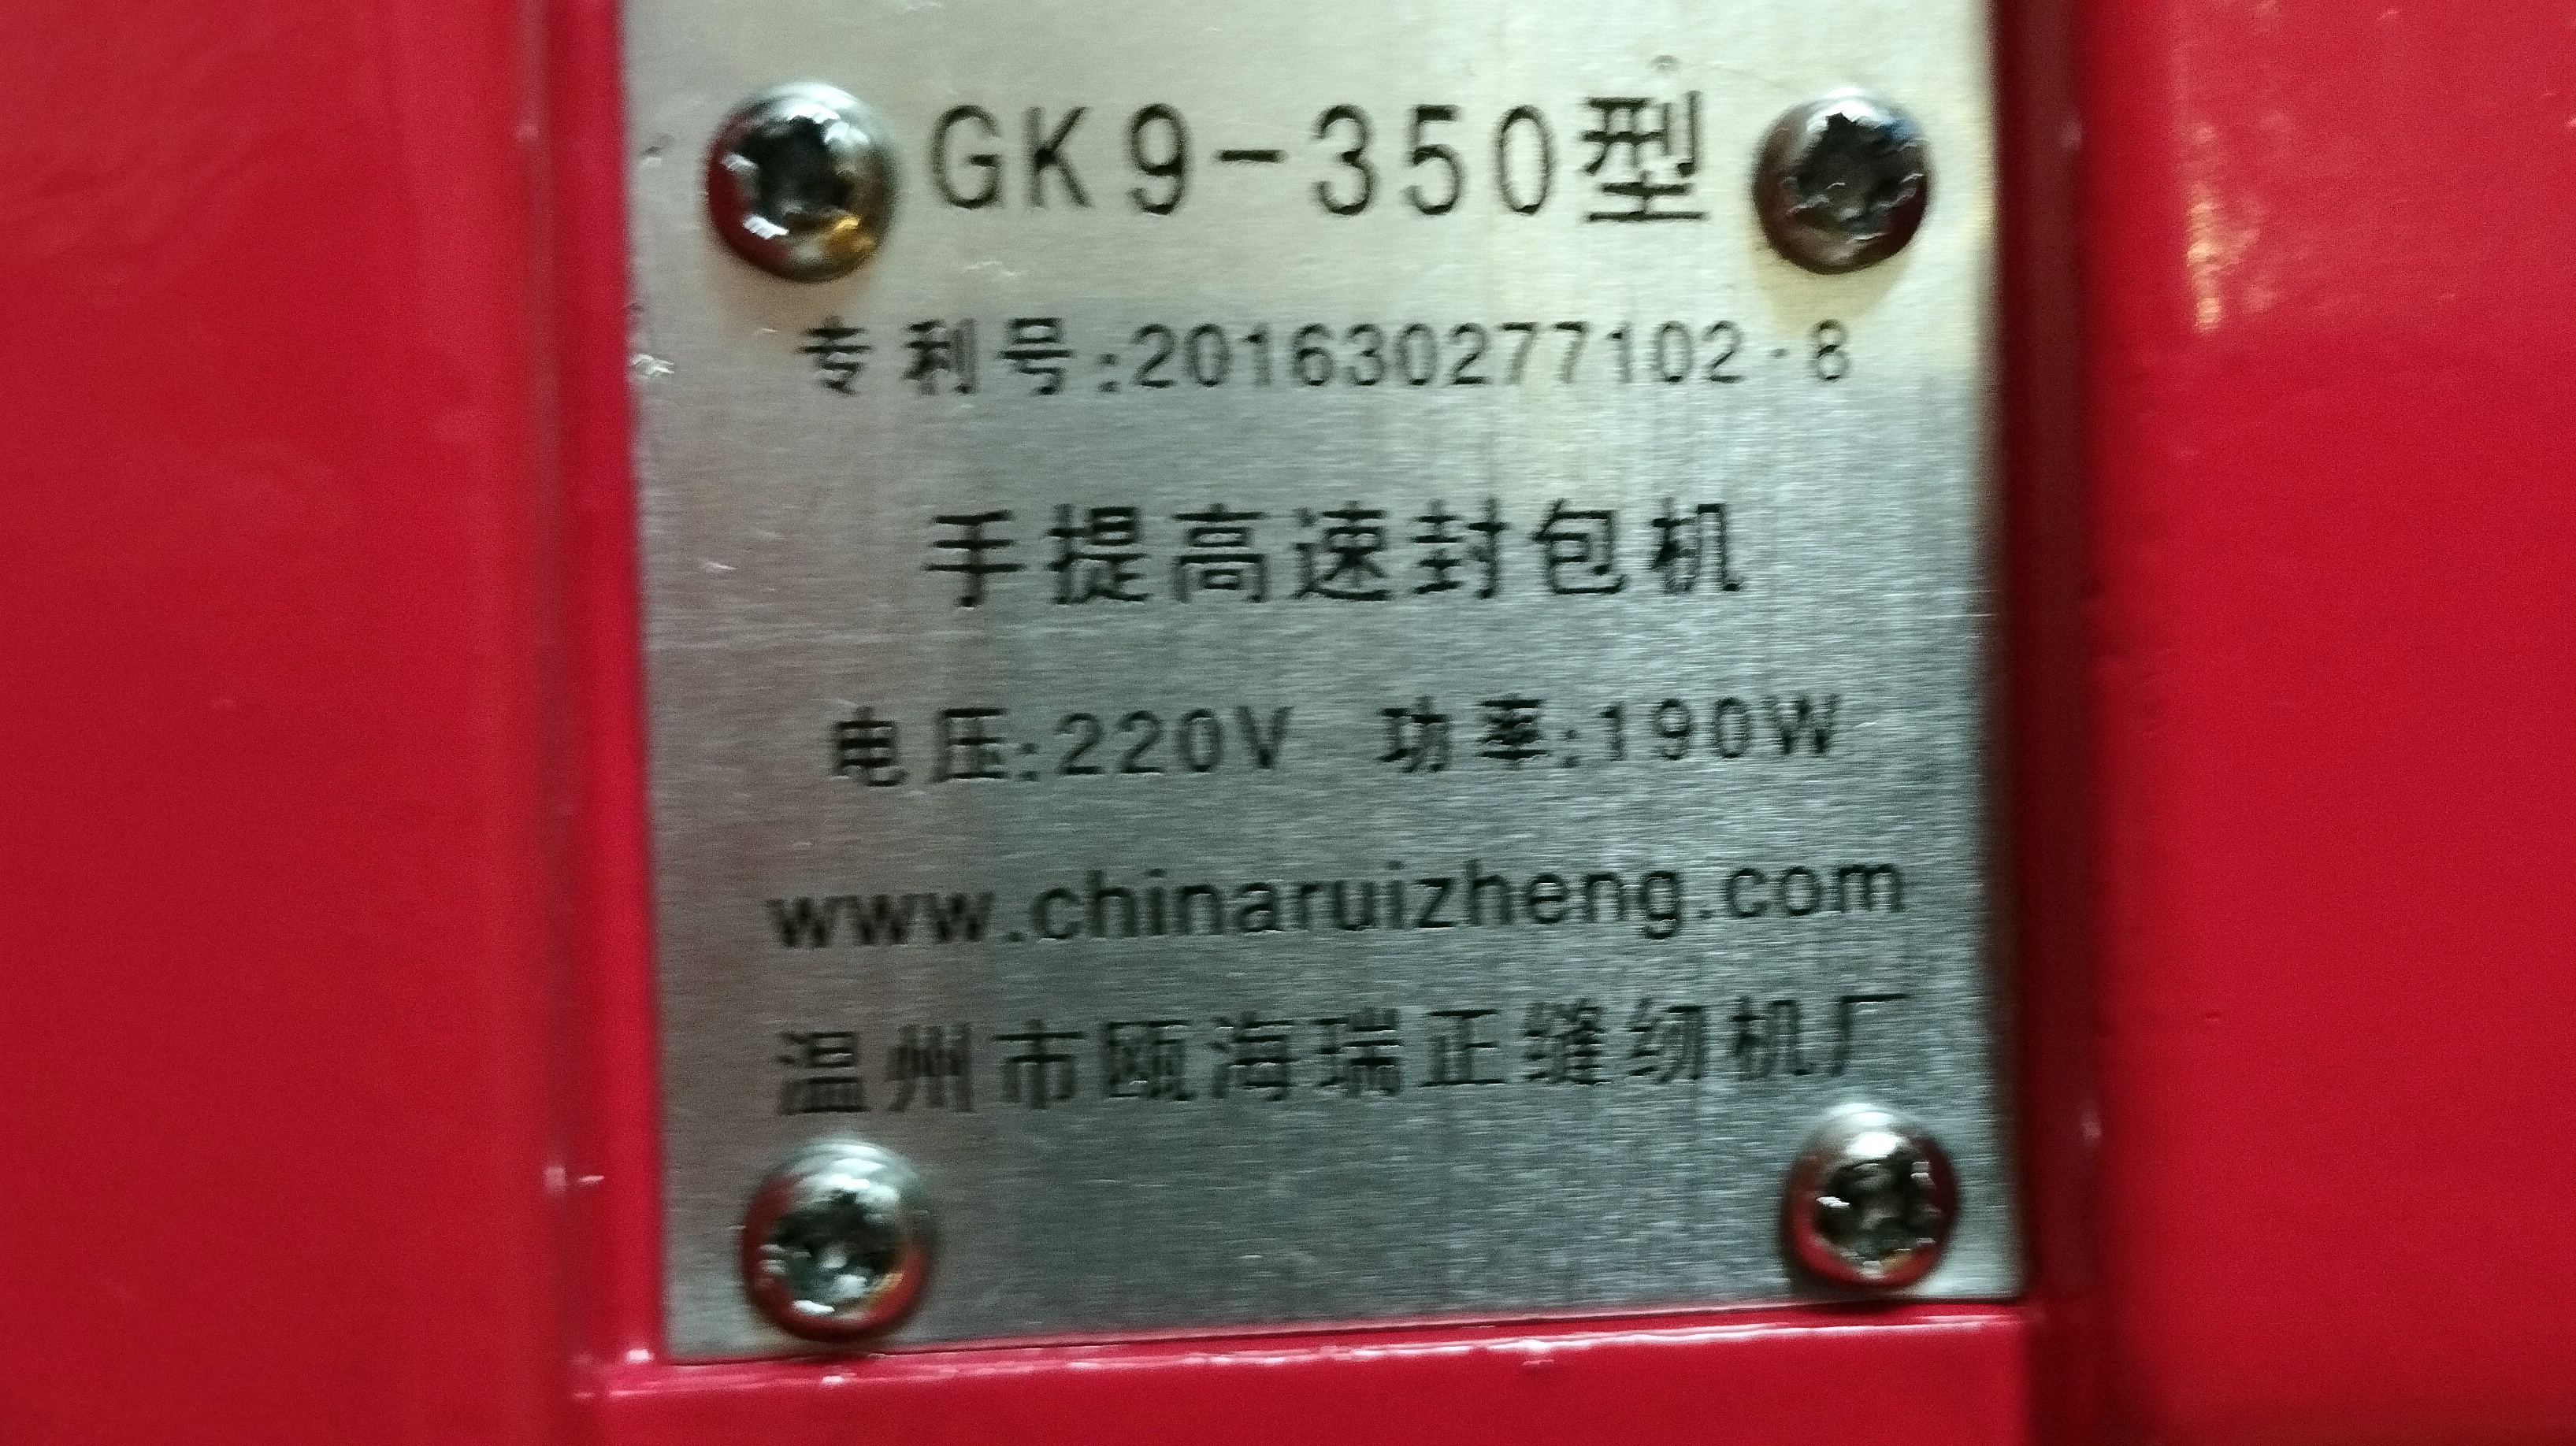 GK9-350型
专利号:201630277102·8
手提高速封包机
电压:220V 功率:190W
www.chinaruizheng.com
温州市瓯海瑞正缝纫机厂